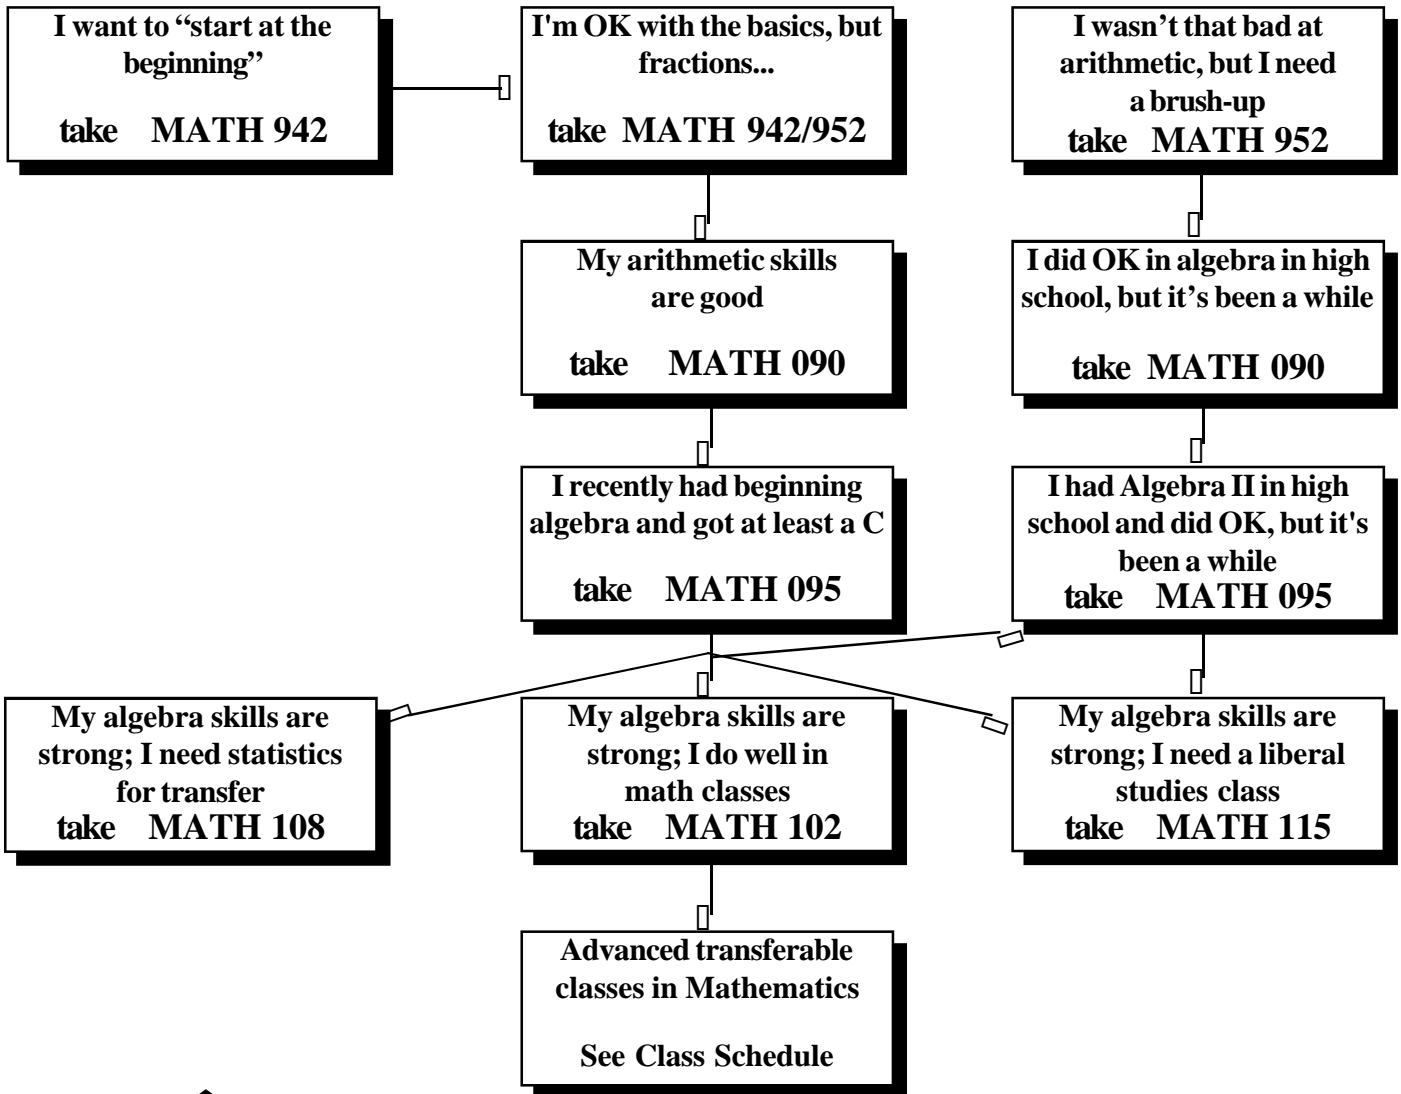 I want to “start at the
beginning”
take MATH 942
I'm OK with the basics, but
fractions...
take MATH 942/952
I wasn’t that bad at
arithmetic, but I need
a brush-up
take MATH 952
My arithmetic skills
are good
take MATH 090
I did OK in algebra in high
school, but it’s been a while
take MATH 090
I recently had beginning
algebra and got at least a C
take MATH 095
I had Algebra II in high
school and did OK, but it's
been a while
take MATH 095
My algebra skills are
strong; I need statistics
for transfer
take MATH 108
My algebra skills are
strong; I do well in
math classes
take MATH 102
My algebra skills are
strong; I need a liberal
studies class
take MATH 115
Advanced transferable
classes in Mathematics
See Class Schedule